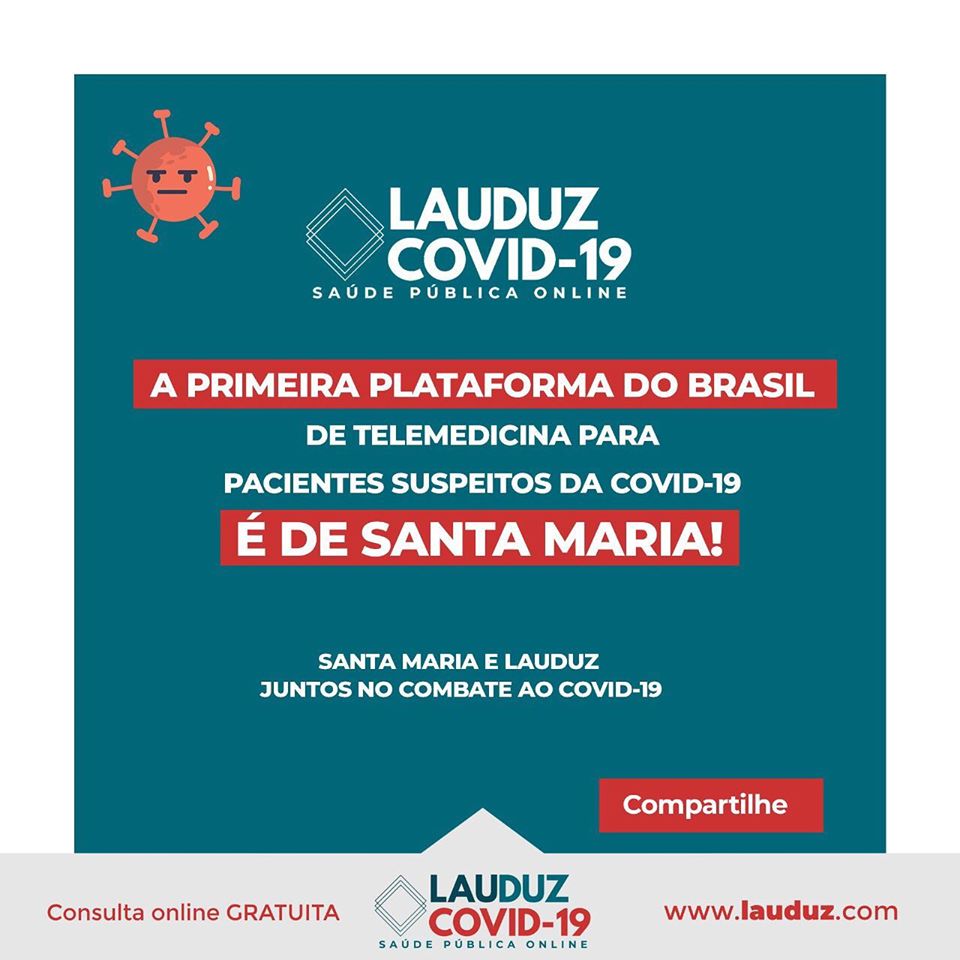 LAUDUZ
COVID-19
SAÚDE PÚBLICA ONLINE
A PRIMEIRA PLATAFORMA DO BRASIL
DE TELEMEDICINA PARA
PACIENTES SUSPEITOS DA COVID-19
É DE SANTA MARIA!
SANTA MARIA E LAUDUZ
JUNTOS NO COMBATE AO COVID-19
Compartilhe
Consulta online GRATUITA
LAUDUZ
COVID-19
SAÚDE PÚBLICA ONLINE
www.lauduz.com